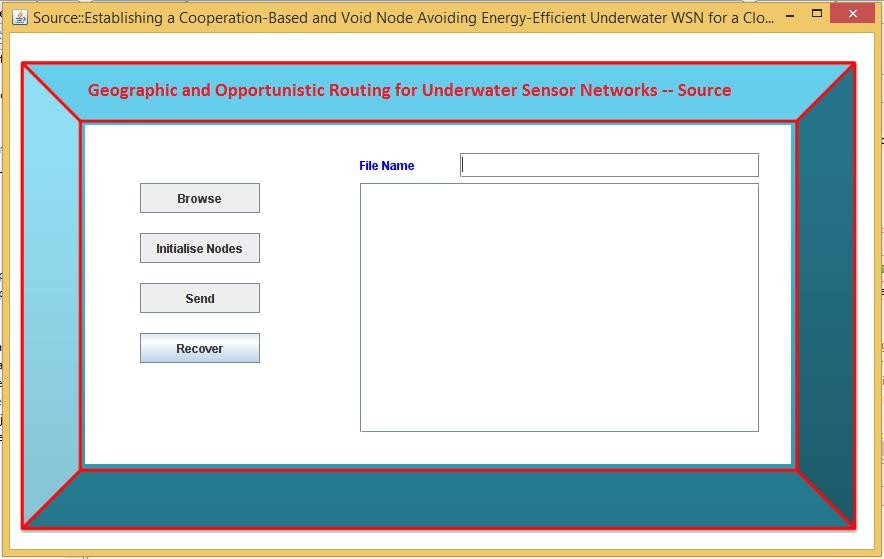 Source::Establishing a Cooperation-Based and Void Node Avoiding Energy-Efficient Underwater WSN for a Clo...
Geographic and Opportunistic Routing for Underwater Sensor Networks -- Source
File Name
Browse
Initialise Nodes
Send
Recover